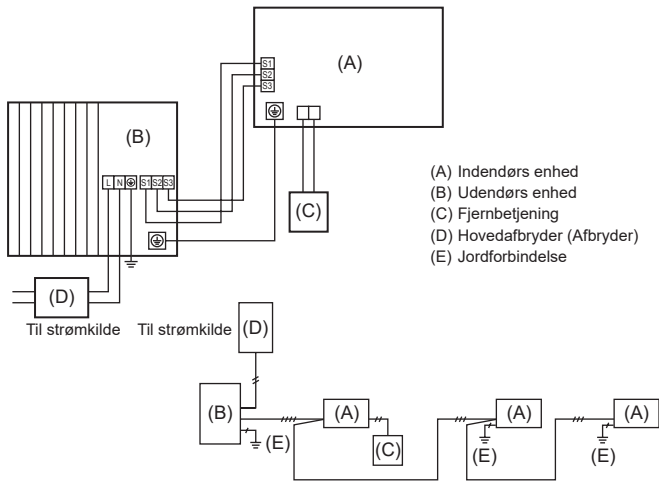 (A)
S1
S2
S3
(B)
L N S1 S2 S3
(C)
(A) Indendørs enhed
(B) Udendørs enhed
(C) Fjernbetjening
(D) Hovedafbryder (Afbryder)
(E) Jordforbindelse
(D)
Til strømkilde
Til strømkilde
(D)
(B)
(A)
(A)
(A)
(E)
(C)
(E)
(E)